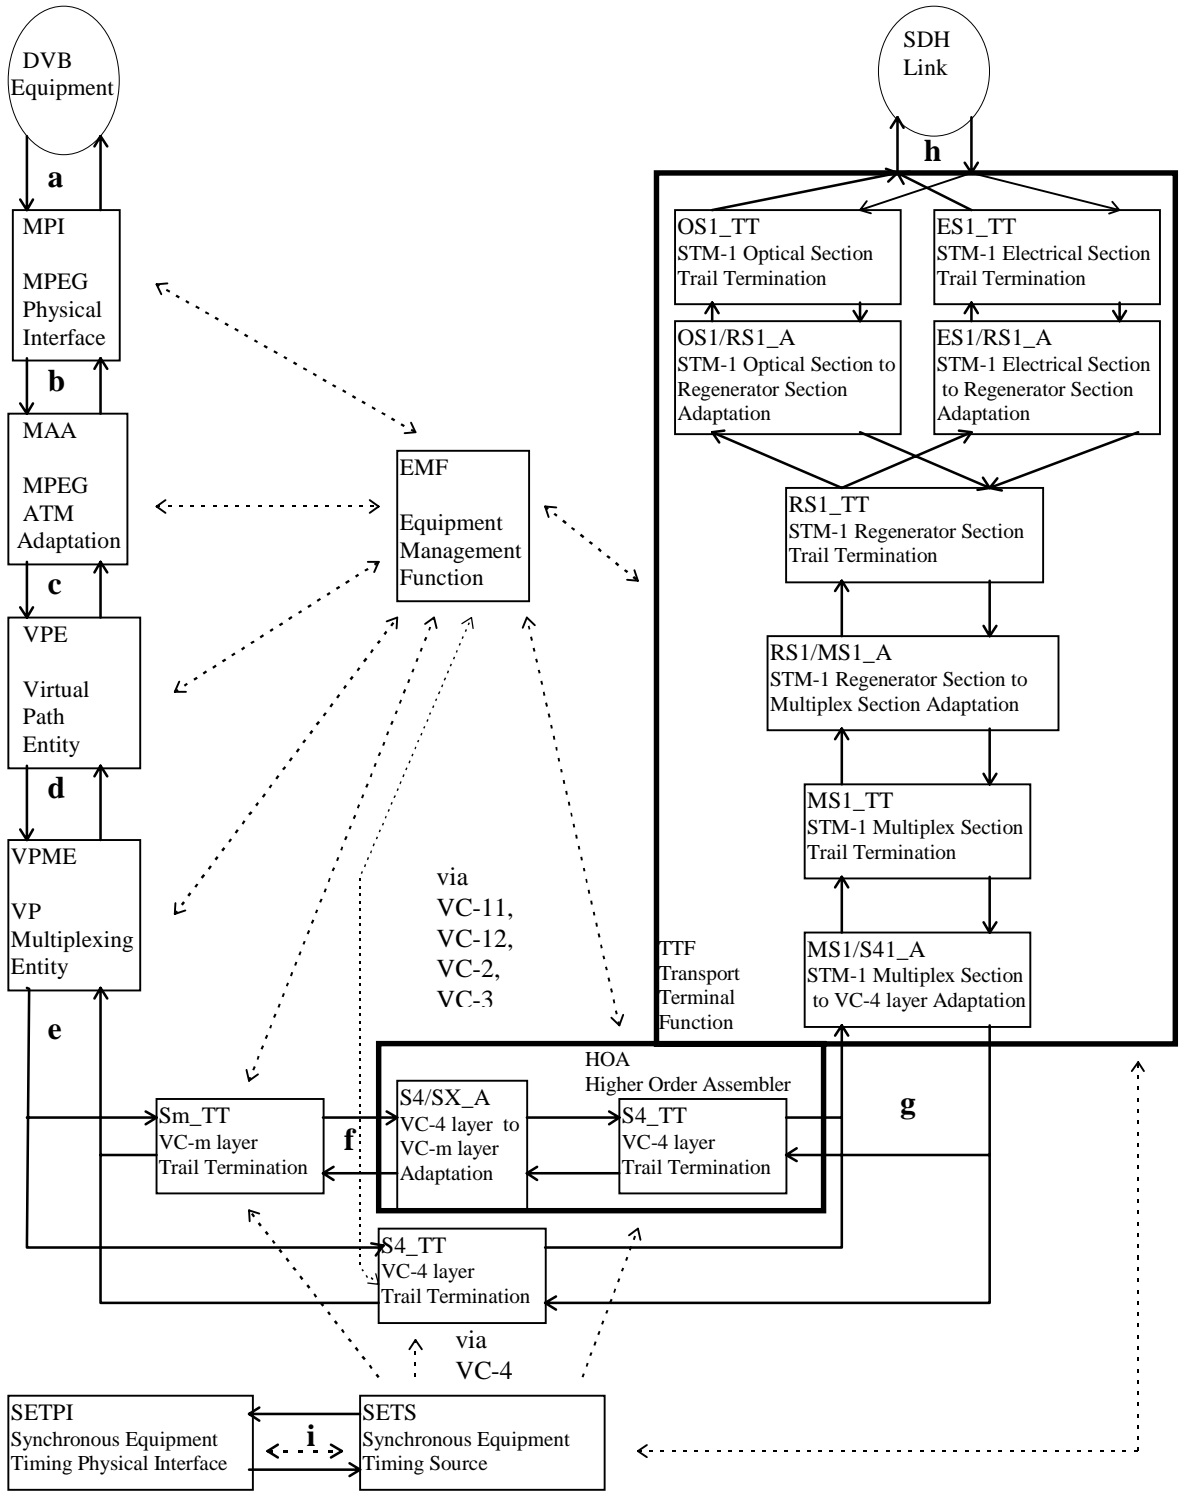 DVB
Equipment
SDH
Link
a
h
MPI
MPEG
Physical
Interface
OS1_TT
STM-1 Optical Section
Trail Termination
ES1_TT
STM-1 Electrical Section
Trail Termination
OS1/RS1_A
STM-1 Optical Section to
Regenerator Section
Adaptation
ES1/RS1_A
STM-1 Electrical Section
to Regenerator Section
Adaptation
b
MAA
MPEG
ATM
Adaptation
EMF
Equipment
Management
Function
RS1_TT
STM-1 Regenerator Section
Trail Termination
c
VPE
Virtual
Path
Entity
RS1/MS1_A
STM-1 Regenerator Section to
Multiplex Section Adaptation
d
MS1_TT
STM-1 Multiplex Section
Trail Termination
VPME
VP
Multiplexing
Entity
via
VC-11,
VC-12,
VC-2,
VC-3
TTF
Transport
Terminal
Function
MS1/S41_A
STM-1 Multiplex Section
to VC-4 layer Adaptation
e
HOA
Higher Order Assembler
Sm_TT
VC-m layer
Trail Termination
f
S4/SX_A
VC-4 layer to
VC-m layer
Adaptation
S4_TT
VC-4 layer
Trail Termination
g
S4_TT
VC-4 layer
Trail Termination
via
VC-4
SETPI
Synchronous Equipment
Timing Physical Interface
i
SETS
Synchronous Equipment
Timing Source